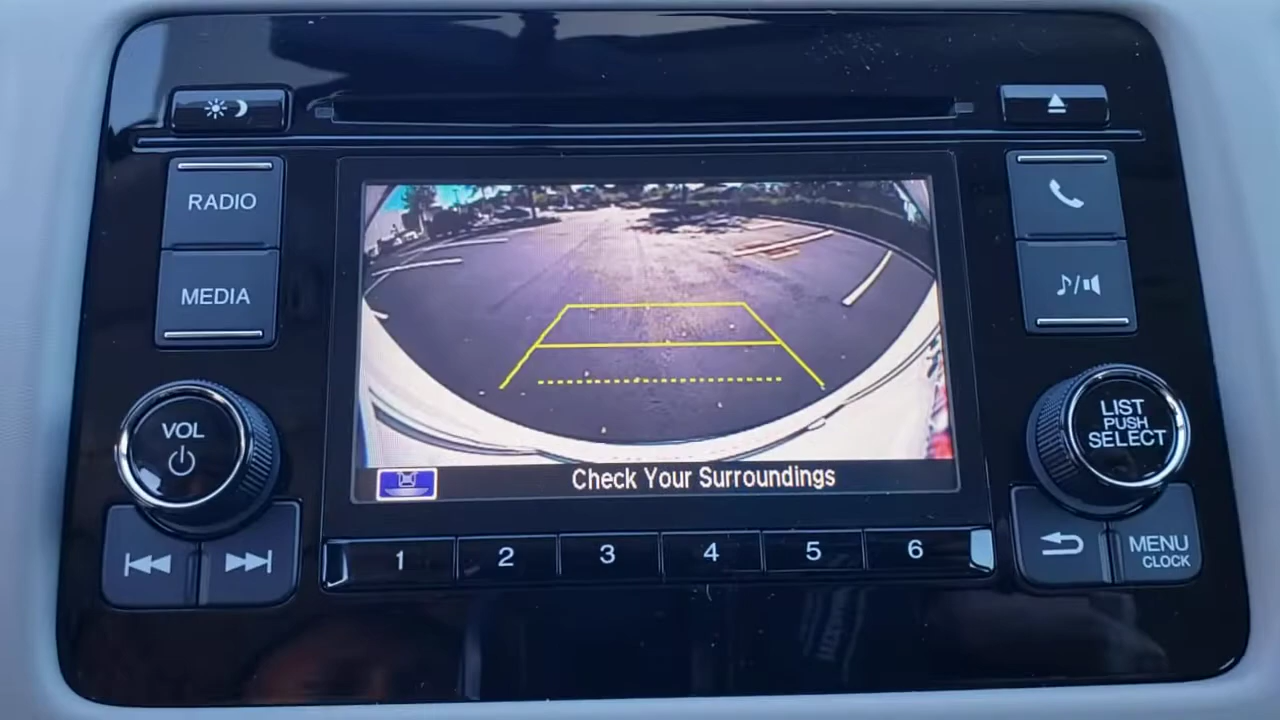 RADIO
MEDIA
VOL
LIST
PUSH
SELECT
Check Your Surroundings
1 2 3 4 5 6
MENU
CLOCK